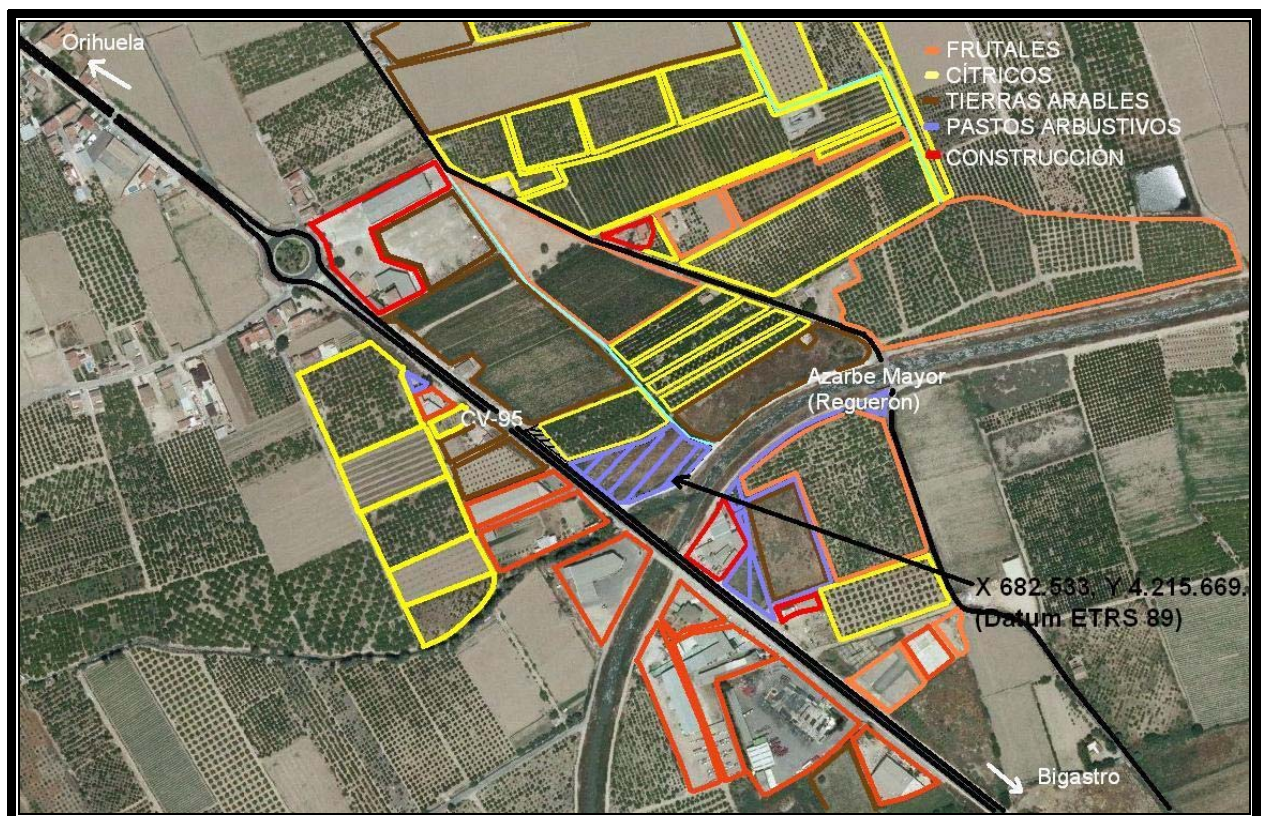 Orihuela
FRUTALES
CÍTRICOS
TIERRAS ARABLES
PASTOS ARBUSTIVOS
CONSTRUCCIÓN
Azarbe Mayor
(Reguerón)
CV-95
X 682.533, Y 4.215.669.
(Datum ETRS 89)
Bigastro